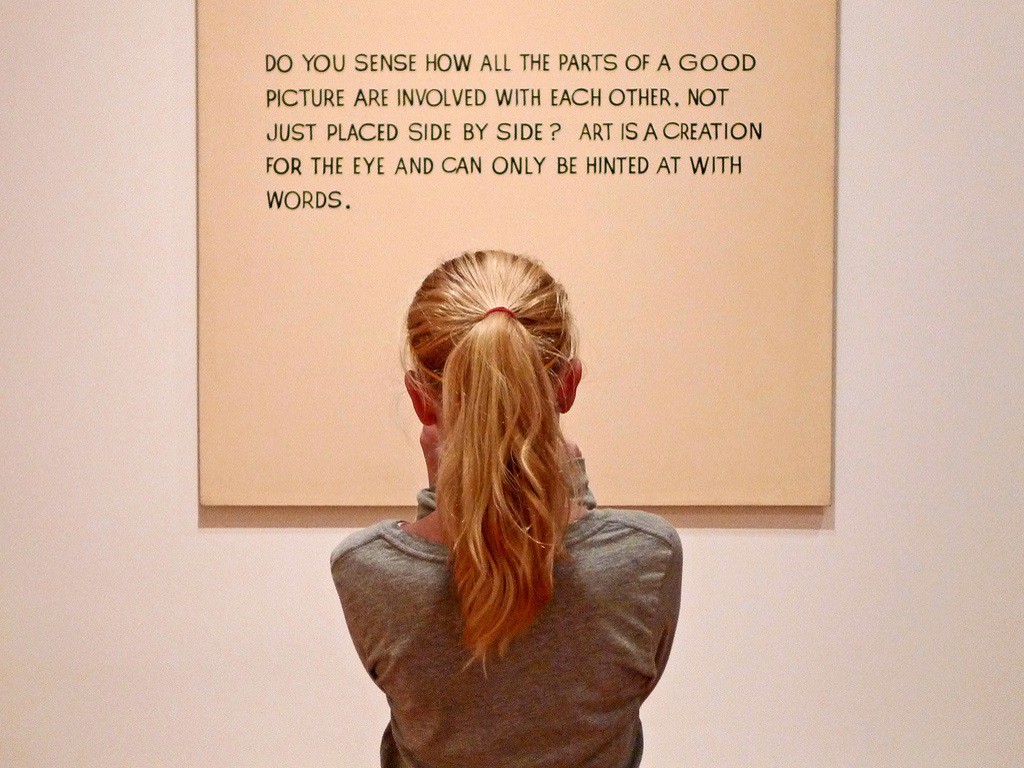 DO YOU SENSE HOW ALL THE PARTS OF A GOOD
PICTURE ARE INVOLVED WITH EACH OTHER, NOT
JUST PLACED SIDE BY SIDE? ART IS A CREATION
FOR THE EYE AND CAN ONLY BE HINTED AT WITH
WORDS.